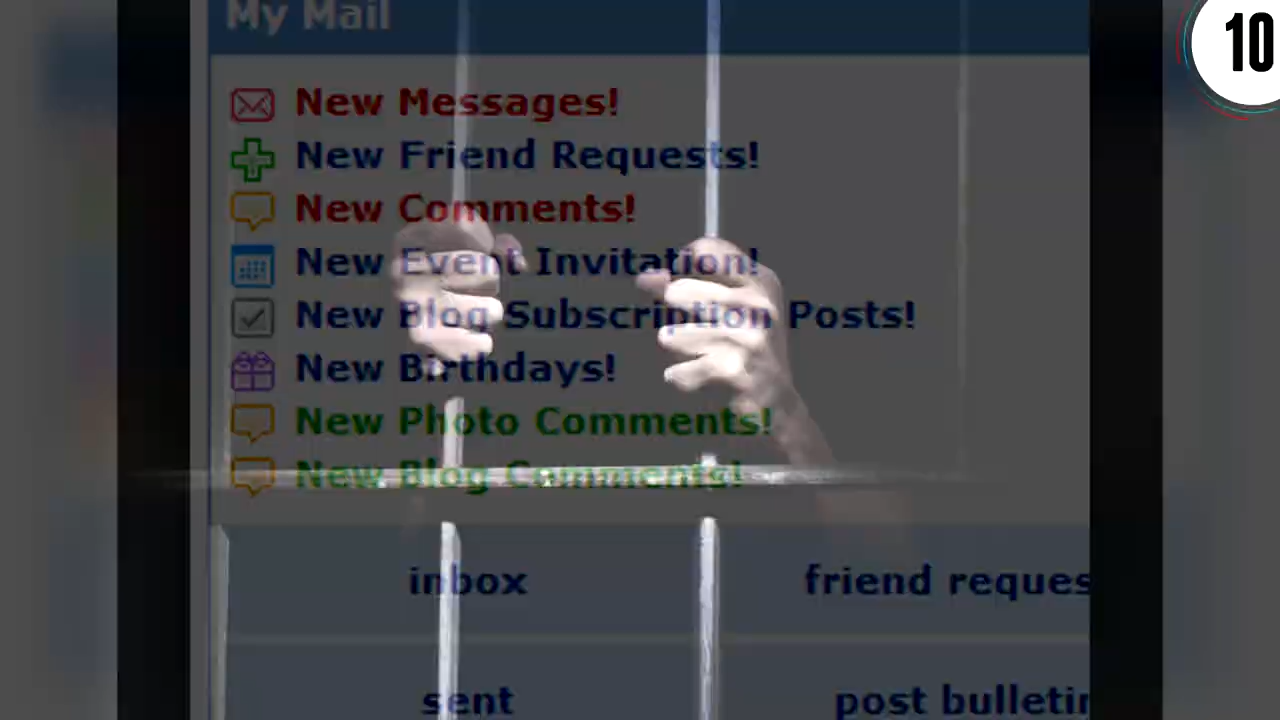 My Mail
10
New Messages!
New Friend Requests!
New Comments!
New Event Invitation!
New Blog Subscription Posts!
New Birthdays!
New Photo Comments!
New Blog Comments!
inbox
friend reques
sent
post bulletin